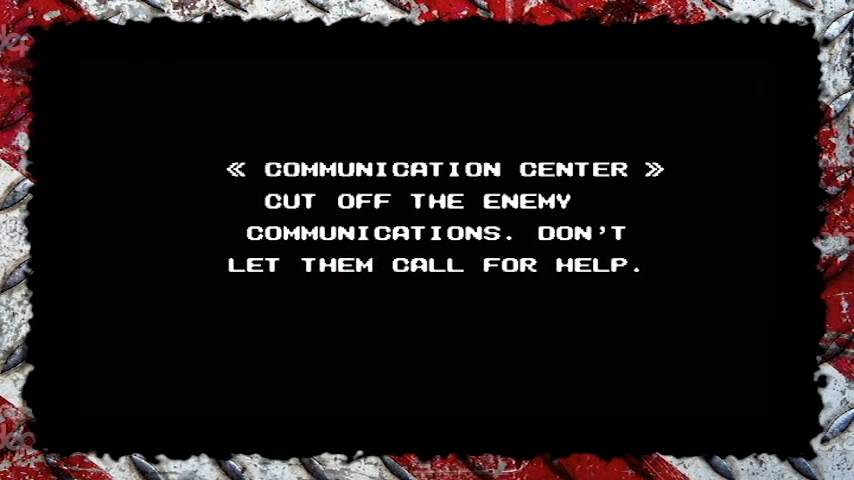 « COMMUNICATION CENTER »
CUT OFF THE ENEMY
COMMUNICATIONS. DON'T
LET THEM CALL FOR HELP.